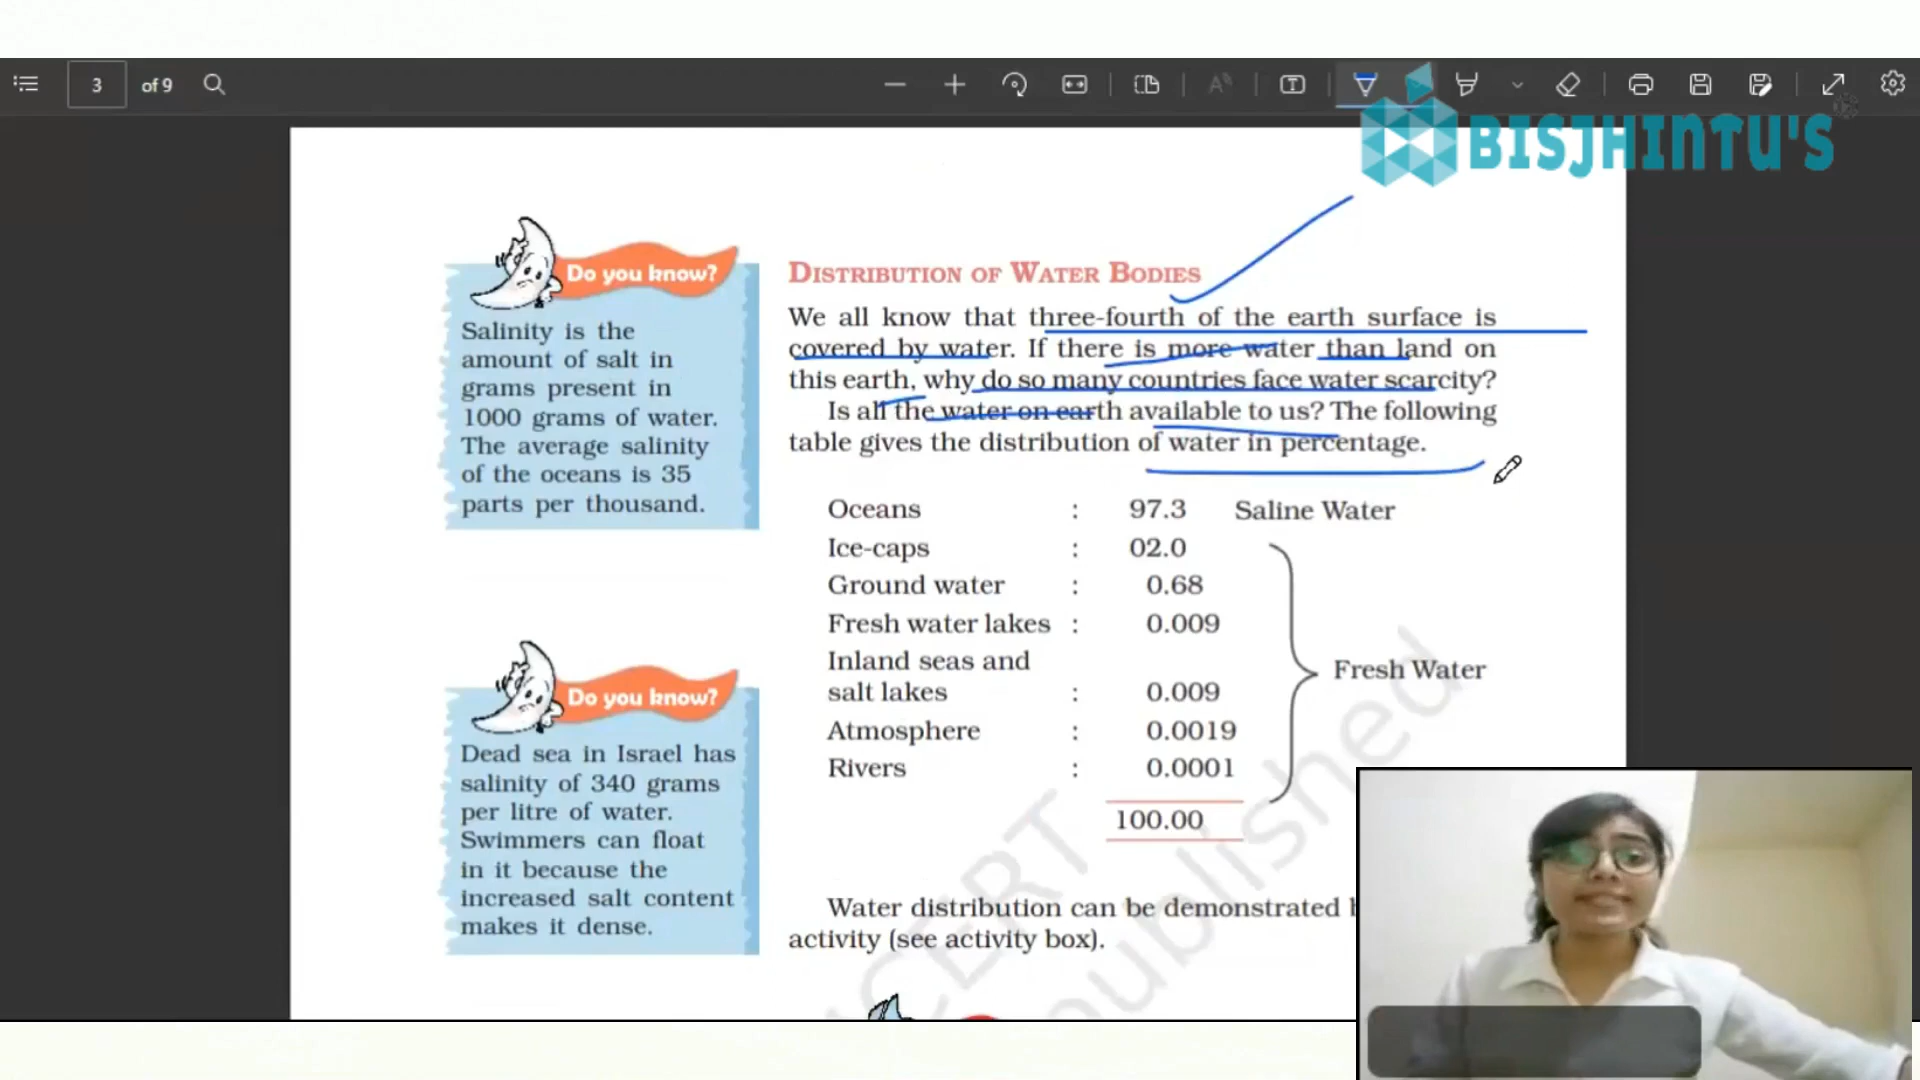 3 of 9
BISJHINTU'S
Do you know?
Salinity is the
amount of salt in
grams present in
1000 grams of water.
The average salinity
of the oceans is 35
parts per thousand.
Do you know?
Dead sea in Israel has
salinity of 340 grams
per litre of water.
Swimmers can float
in it because the
increased salt content
makes it dense.
DISTRIBUTION OF WATER BODIES
We all know that three-fourth of the earth surface is
covered by water. If there is more water than land on
this earth, why do so many countries face water scarcity?
Is all the water on earth available to us? The following
table gives the distribution of water in percentage.
Oceans : 97.3 Saline Water
Ice-caps : 02.0
Ground water : 0.68
Fresh water lakes : 0.009
Inland seas and
salt lakes : 0.009
Fresh Water
Atmosphere : 0.0019
Rivers : 0.0001
100.00
Water distribution can be demonstrated
activity (see activity box).
NCERT
published